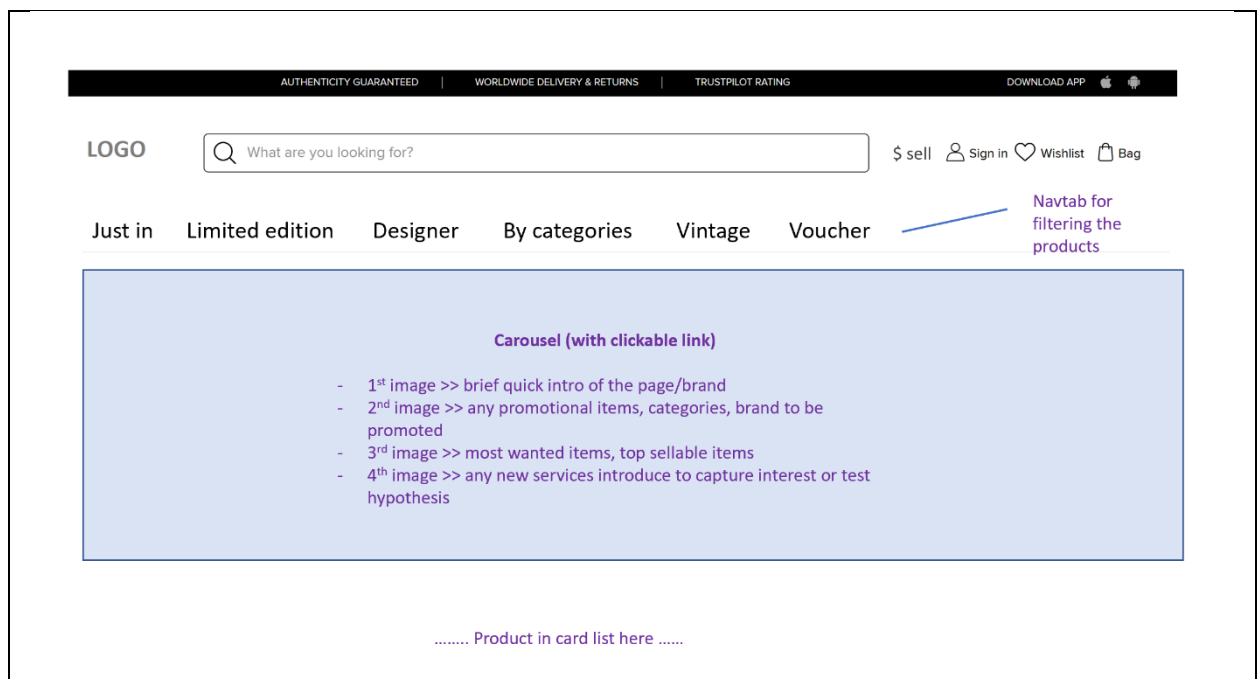 AUTHENTICITY GUARANTEED | WORLDWIDE DELIVERY & RETURNS | TRUSTPILOT RATING DOWNLOAD APP
LOGO What are you looking for? $ sell Sign in Wishlist Bag
Just in Limited edition Designer By categories Vintage Voucher
Navtab for
filtering the
products
Carousel (with clickable link)
- 1st image >> brief quick intro of the page/brand
- 2nd image >> any promotional items, categories, brand to be
promoted
- 3rd image >> most wanted items, top sellable items
- 4th image >> any new services introduce to capture interest or test
hypothesis
…….. Product in card list here ……